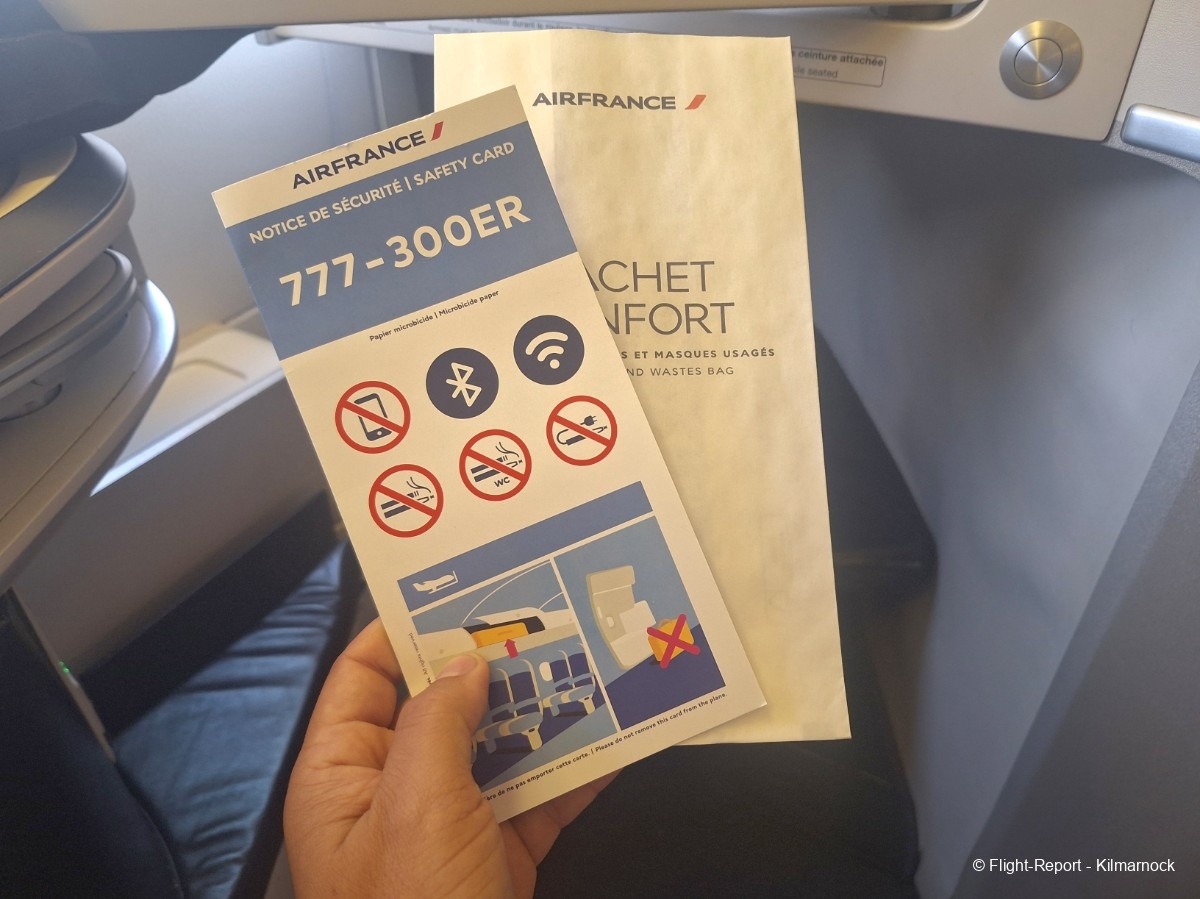 ceinture attachée
seated
AIRFRANCE
AIRFRANCE
NOTICE DE SÉCURITÉ | SAFETY CARD
777-300ER
Papier microbicide | Microbicide paper
WC
de ne pas emporter cette carte. | Please do not remove this card from the plane.
ACHET
NFORT
ET MASQUES USAGÉS
WASTES BAG
© Flight-Report - Kilmarnock